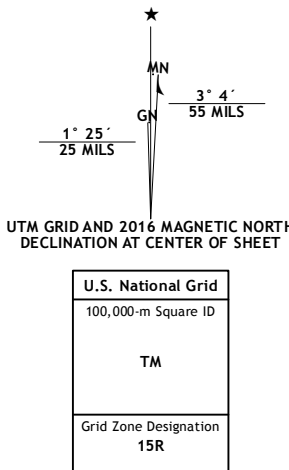 MN
GN
3° 4´
55 MILS
1° 25´
25 MILS
UTM GRID AND 2016 MAGNETIC NORTH
DECLINATION AT CENTER OF SHEET
U.S. National Grid
100,000-m Square ID
TM
Grid Zone Designation
15R